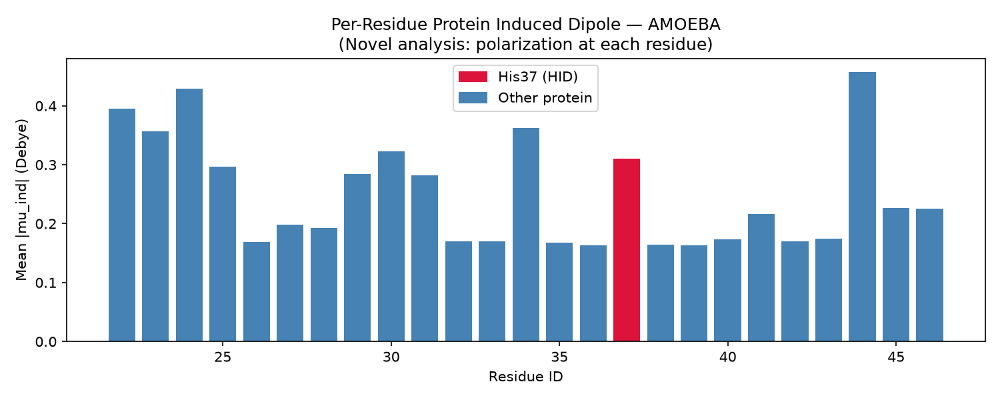 Per-Residue Protein Induced Dipole — AMOEBA
(Novel analysis: polarization at each residue)
His37 (HID)
Other protein
Mean |mu_ind| (Debye)
0.4
0.3
0.2
0.1
0.0
25
30
35
40
45
Residue ID